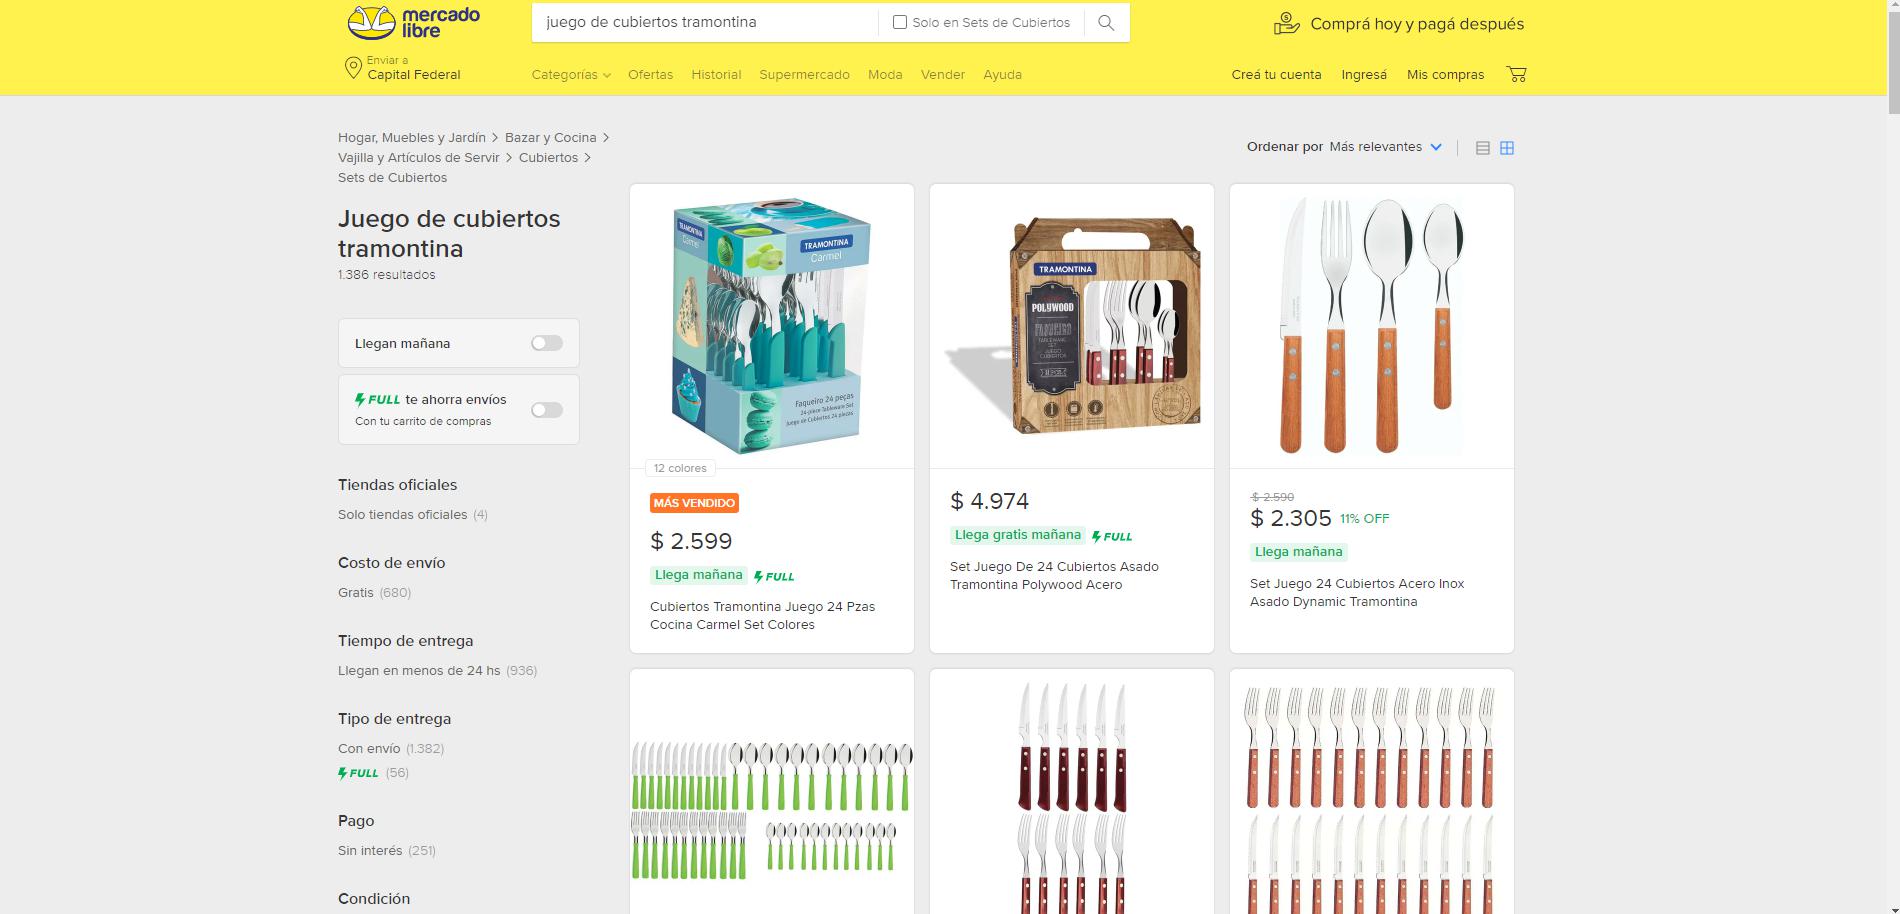 mercado
libre
juego de cubiertos tramontina
Solo en Sets de Cubiertos
Comprá hoy y pagá después
Enviar a
Capital Federal
Categorías
Ofertas
Historial
Supermercado
Moda
Vender
Ayuda
Creá tu cuenta
Ingresá
Mis compras
Hogar, Muebles y Jardín > Bazar y Cocina >
Vajilla y Artículos de Servir > Cubiertos >
Sets de Cubiertos
Ordenar por Más relevantes
Juego de cubiertos
tramontina
1.386 resultados
Llegan mañana
FULL te ahorra envíos
Con tu carrito de compras
Tiendas oficiales
Solo tiendas oficiales (4)
Costo de envío
Gratis (680)
Tiempo de entrega
Llegan en menos de 24 hs (936)
Tipo de entrega
Con envío (1.382)
FULL (56)
Pago
Sin interés (251)
Condición
TRAMONTINA
Carmel
TRAMONTINA
Carmel
Faqueiro 24 peças
24-piece Tableware Set
Juego de Cubiertos 24 piezas
12 colores
MÁS VENDIDO
$ 2.599
Llega mañana FULL
Cubiertos Tramontina Juego 24 Pzas
Cocina Carmel Set Colores
TRAMONTINA
POLYWOOD
FAQUEIRO
TABLEWARE
SET
JUEGO
CUBIERTOS
$ 4.974
Llega gratis mañana FULL
Set Juego De 24 Cubiertos Asado
Tramontina Polywood Acero
$ 2.590
$ 2.305 11% OFF
Llega mañana
Set Juego 24 Cubiertos Acero Inox
Asado Dynamic Tramontina